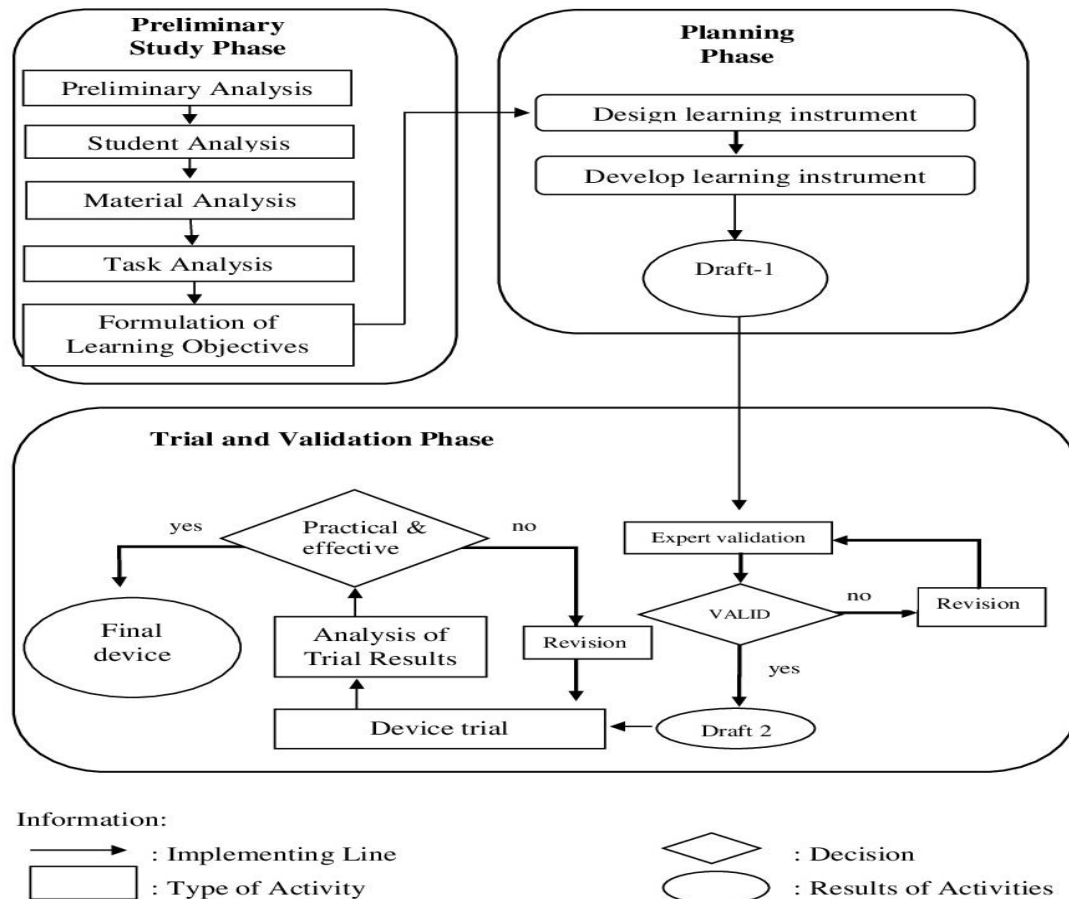 Preliminary
Study Phase
Preliminary Analysis
Student Analysis
Material Analysis
Task Analysis
Formulation of
Learning Objectives
Planning
Phase
Design learning instrument
Develop learning instrument
Draft-1
Trial and Validation Phase
yes
Practical &
effective
no
Final
device
Analysis of
Trial Results
Revision
Device trial
Expert validation
VALID
no
Revision
yes
Draft 2
Information:
: Implementing Line
: Type of Activity
: Decision
: Results of Activities